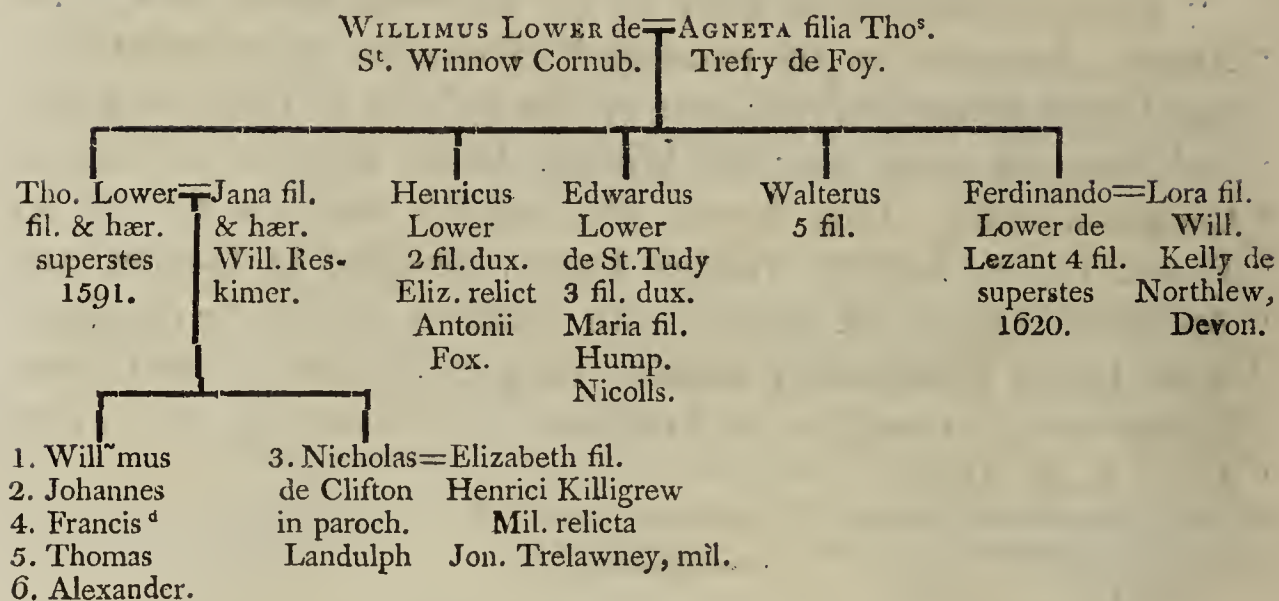 WILLIMUS LOWER de=AGNETA filia Thoˢ.
Sᵗ. Winnow Cornub. Trefry de Foy.
Tho. Lower=Jana fil.
fil. & hær. & hær.
superstes Will. Res-
1591. kimer.
Henricus
Lower
2 fil. dux.
Eliz. relict
Antonii
Fox.
Edwardus
Lower
de St. Tudy
3 fil. dux.
Maria fil.
Hump.
Nicolls.
Walterus
5 fil.
Ferdinando=Lora fil.
Lower de Will.
Lezant 4 fil. Kelly de
superstes Northlew,
1620. Devon.
1. Will~mus
2. Johannes
4. Francis ᵈ
5. Thomas
6. Alexander.
3. Nicholas=Elizabeth fil.
de Clifton Henrici Killigrew
in paroch. Mil. relicta
Landulph Jon. Trelawney, mil.